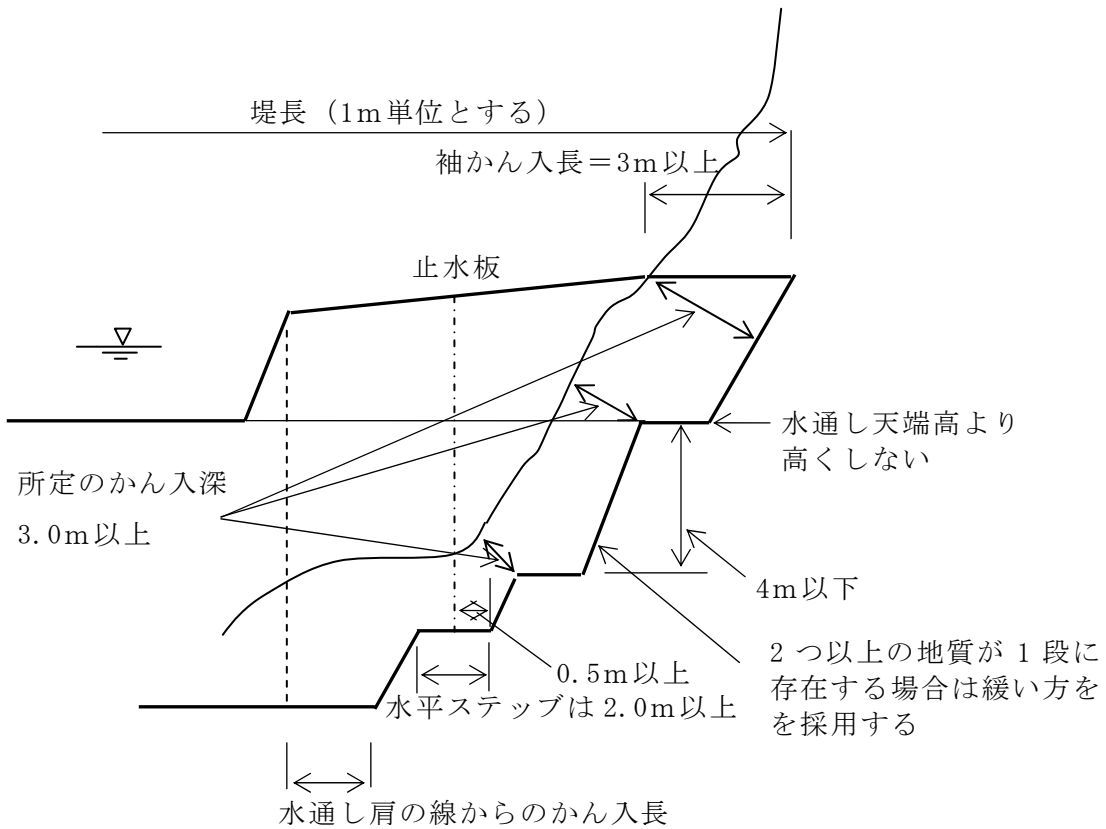 堤長（1m単位とする）
袖かん入長＝3m以上
止水板
水通し天端高より
高くしない
所定のかん入深
3.0m以上
4m以下
0.5m以上
2つ以上の地質が1段に
存在する場合は緩い方を
を採用する
水平ステップは2.0m以上
水通し肩の線からのかん入長